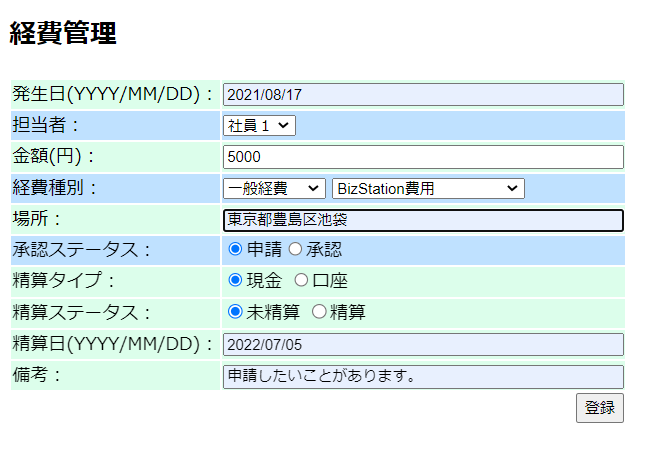 経費管理
発生日(YYYY/MM/DD)： 2021/08/17
担当者： 社員１
金額(円)： 5000
経費種別： 一般経費 BizStation費用
場所： 東京都豊島区池袋
承認ステータス： 申請 承認
精算タイプ： 現金 口座
精算ステータス： 未精算 精算
精算日(YYYY/MM/DD)： 2022/07/05
備考： 申請したいことがあります。
登録